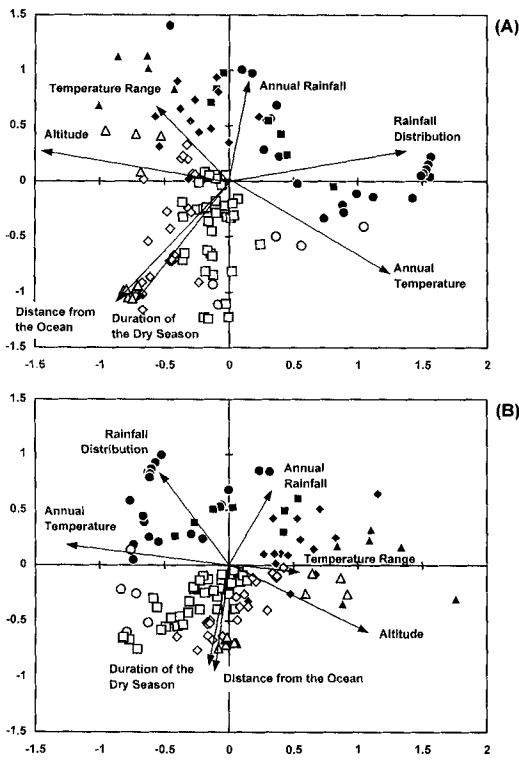 (A)
1.5
1
0.5
0
-0.5
-1
-1.5
Temperature Range
Annual Rainfall
Rainfall
Distribution
Altitude
Annual
Temperature
Distance from
the Ocean
Duration of
the Dry Season
-1.5
-1
-0.5
0
0.5
1
1.5
2
(B)
1.5
1
0.5
0
-0.5
-1
-1.5
Rainfall
Distribution
Annual
Rainfall
Annual
Temperature
Temperature Range
Altitude
Duration of the
Dry Season
Distance from the Ocean
-1.5
-1
-0.5
0
0.5
1
1.5
2